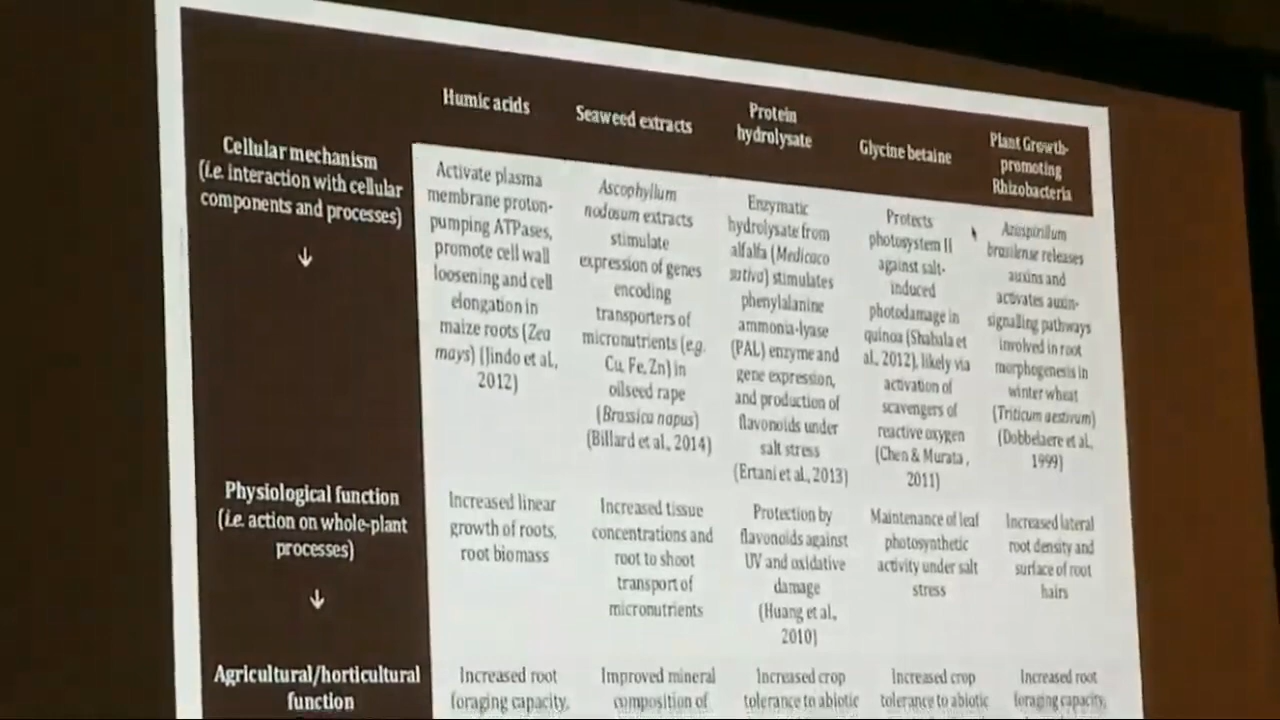 Humic acids
Seaweed extracts
Protein
hydrolysate
Glycine betaine
Plant Growth-
promoting
Rhizobacteria
Cellular mechanism
(i.e. interaction with cellular
components and processes)
↓
Activate plasma
membrane proton-
pumping ATPases,
promote cell wall
loosening and cell
elongation in
maize roots (Zea
mays) (Jindo et al.,
2012)
Ascophyllum
nodosum extracts
stimulate
expression of genes
encoding
transporters of
micronutrients (e.g.
Cu, Fe, Zn) in
oilseed rape
(Brassica napus)
(Billard et al., 2014)
Enzymatic
hydrolysate from
alfalfa (Medicaco
sativa) stimulates
phenylalanine
ammonia-lyase
(PAL) enzyme and
gene expression,
and production of
flavonoids under
salt stress
(Ertani et al., 2013)
Protects
photosystem II
against salt-
induced
photodamage in
quinoa (Shabala et
al., 2012), likely via
activation of
scavengers of
reactive oxygen
(Chen & Murata ,
2011)
Azospirillum
brasilense releases
auxins and
activates auxin-
signalling pathways
involved in root
morphogenesis in
winter wheat
(Triticum aestivum)
(Dobbelaere et al.,
1999)
Physiological function
(i.e. action on whole-plant
processes)
↓
Increased linear
growth of roots,
root biomass
Increased tissue
concentrations and
root to shoot
transport of
micronutrients
Protection by
flavonoids against
UV and oxidative
damage
(Huang et al.,
2010)
Maintenance of leaf
photosynthetic
activity under salt
stress
Increased lateral
root density and
surface of root
hairs
Agricultural/horticultural
function
Increased root
foraging capacity,
Improved mineral
composition of
Increased crop
tolerance to abiotic
Increased crop
tolerance to abiotic
Increased root
foraging capacity,